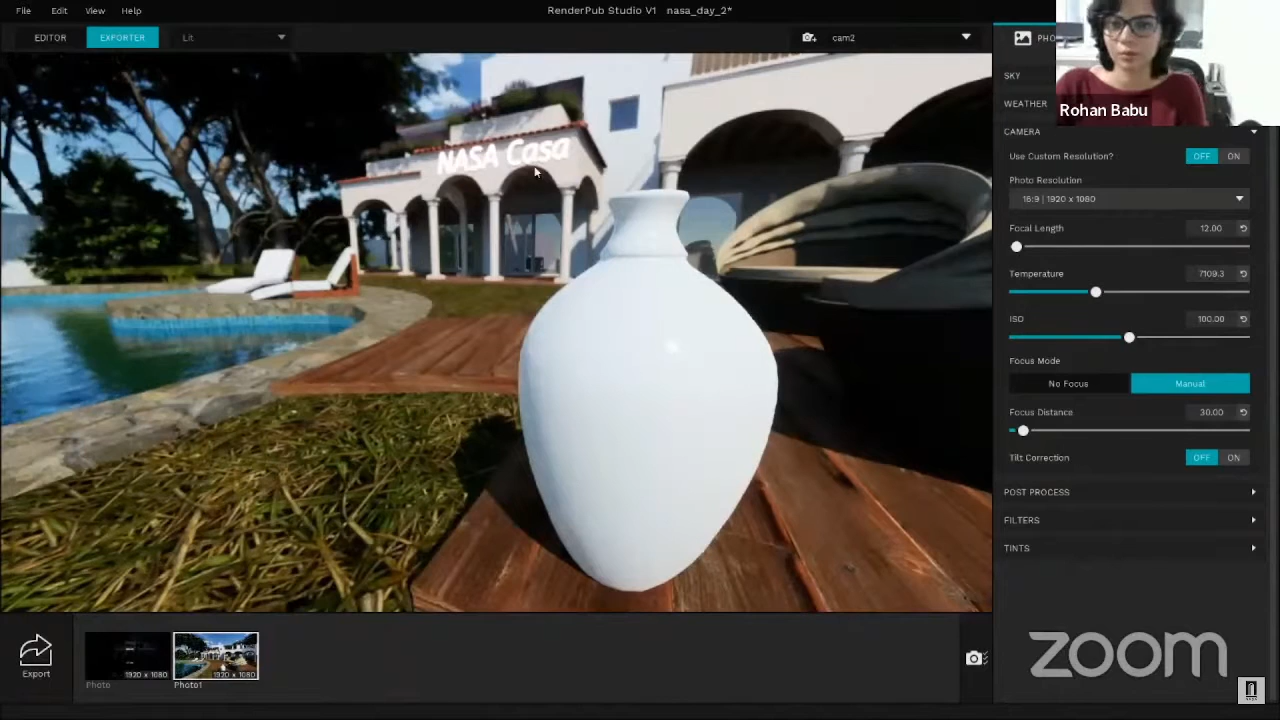 File Edit View Help RenderPub Studio V1 nasa_day_2*
EDITOR EXPORTER Lit cam2 PHO
Rohan Babu
SKY
WEATHER
CAMERA
Use Custom Resolution? OFF ON
Photo Resolution
16:9 | 1920 x 1080
Focal Length 12.00
Temperature 7109.3
ISO 100.00
Focus Mode
No Focus Manual
Focus Distance 30.00
Tilt Correction OFF ON
POST PROCESS
FILTERS
TINTS
NASA Casa
Export
1920 x 1080 1920 x 1080
Photo Photo1
zoom